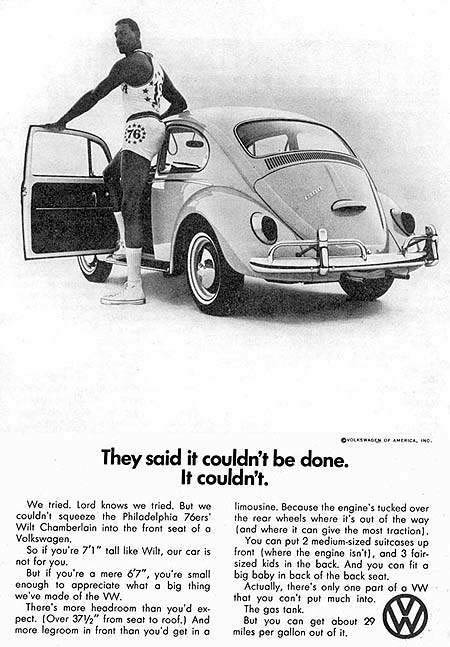 76
©VOLKSWAGEN OF AMERICA, INC.
They said it couldn't be done.
It couldn't.
We tried. Lord knows we tried. But we
couldn't squeeze the Philadelphia 76ers'
Wilt Chamberlain into the front seat of a
Volkswagen.
So if you're 7'1" tall like Wilt, our car is
not for you.
But if you're a mere 6'7", you're small
enough to appreciate what a big thing
we've made of the VW.
There's more headroom than you'd ex-
pect. (Over 37½" from seat to roof.) And
more legroom in front than you'd get in a
limousine. Because the engine's tucked over
the rear wheels where it's out of the way
(and where it can give the most traction).
You can put 2 medium-sized suitcases up
front (where the engine isn't), and 3 fair-
sized kids in the back. And you can fit a
big baby in back of the back seat.
Actually, there's only one part of a VW
that you can't put much into.
The gas tank.
But you can get about 29
miles per gallon out of it.
VW